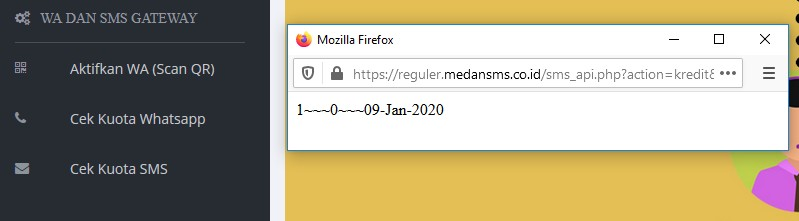 WA DAN SMS GATEWAY
Aktifkan WA (Scan QR)
Cek Kuota Whatsapp
Cek Kuota SMS
Mozilla Firefox
https://reguler.medansms.co.id/sms_api.php?action=kredit&
1~~~0~~~09-Jan-2020